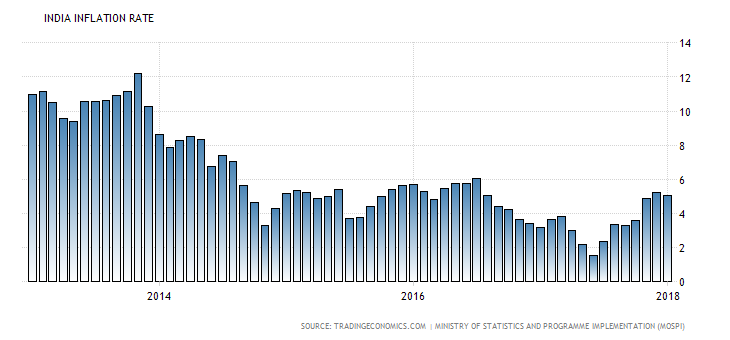 INDIA INFLATION RATE
14
12
10
8
6
4
2
0
2014 2016 2018
SOURCE: TRADINGECONOMICS.COM | MINISTRY OF STATISTICS AND PROGRAMME IMPLEMENTATION (MOSPI)